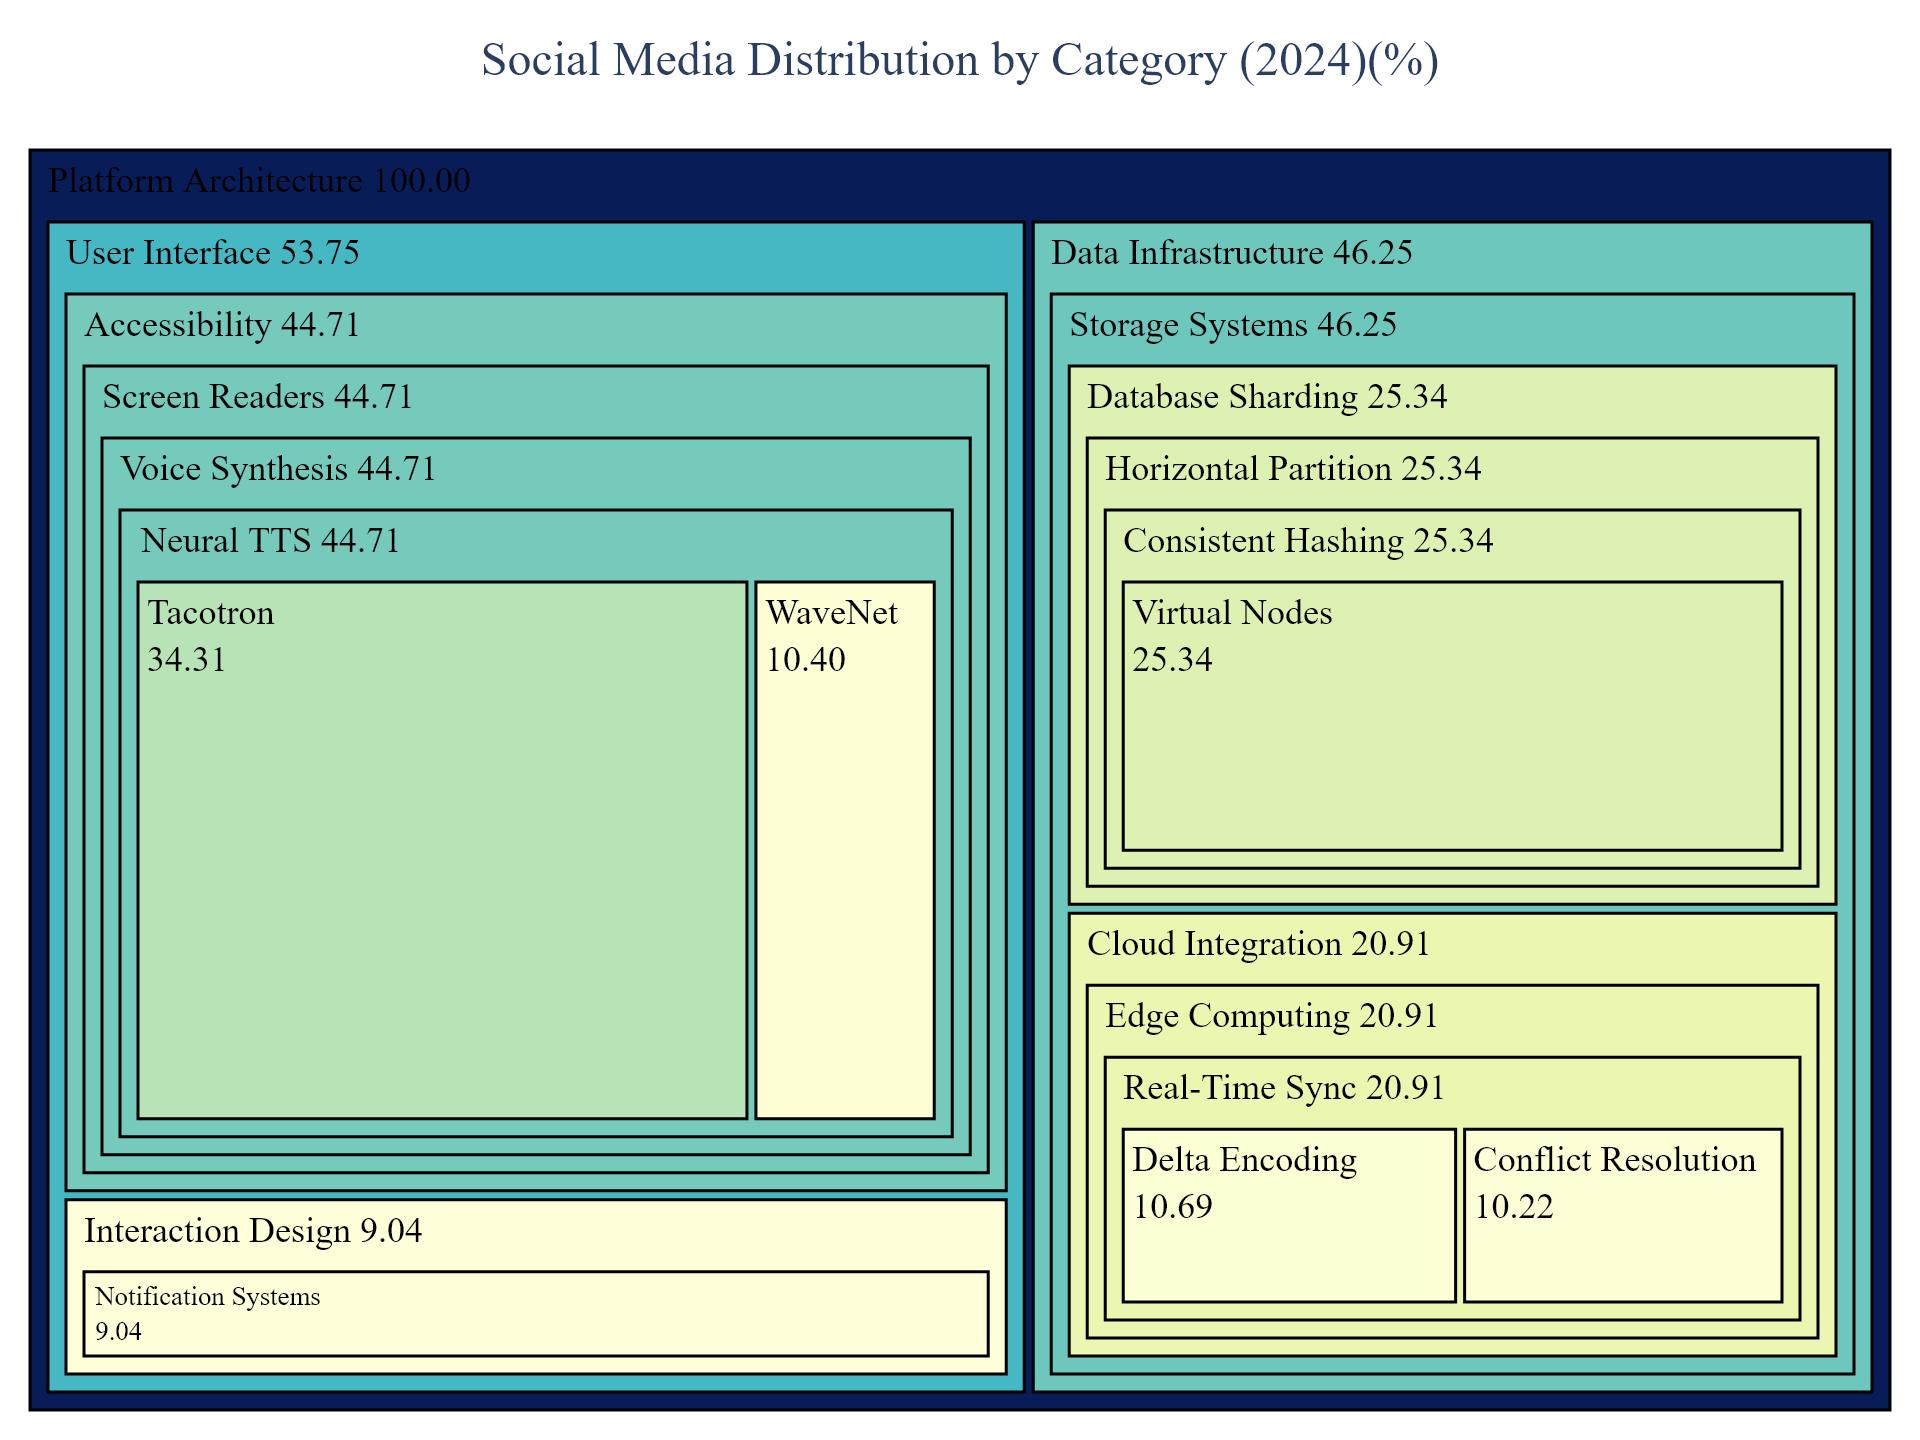 Social Media Distribution by Category (2024)(%)
Platform Architecture 100.00
User Interface 53.75
Accessibility 44.71
Screen Readers 44.71
Voice Synthesis 44.71
Neural TTS 44.71
Tacotron
34.31
WaveNet
10.40
Interaction Design 9.04
Notification Systems
9.04
Data Infrastructure 46.25
Storage Systems 46.25
Database Sharding 25.34
Horizontal Partition 25.34
Consistent Hashing 25.34
Virtual Nodes
25.34
Cloud Integration 20.91
Edge Computing 20.91
Real-Time Sync 20.91
Delta Encoding
10.69
Conflict Resolution
10.22